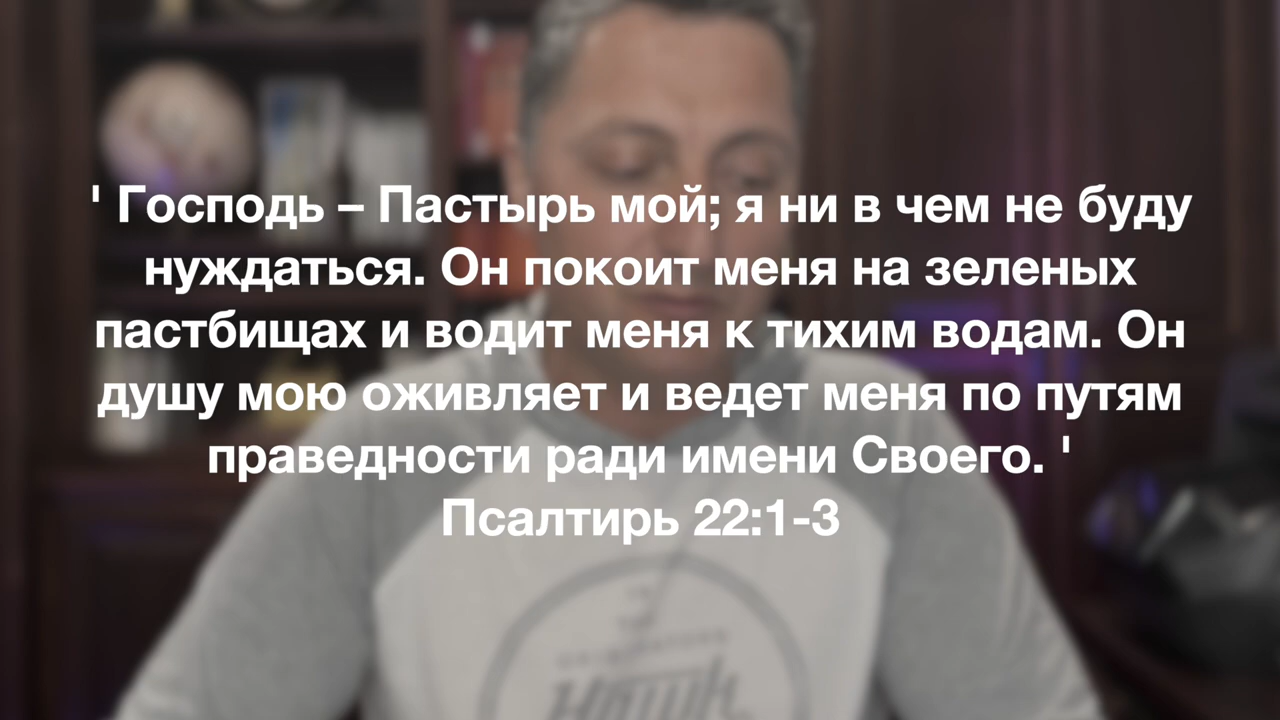 ' Господь – Пастырь мой; я ни в чем не буду
нуждаться. Он покоит меня на зеленых
пастбищах и водит меня к тихим водам. Он
душу мою оживляет и ведет меня по путям
праведности ради имени Своего. '
Псалтирь 22:1-3